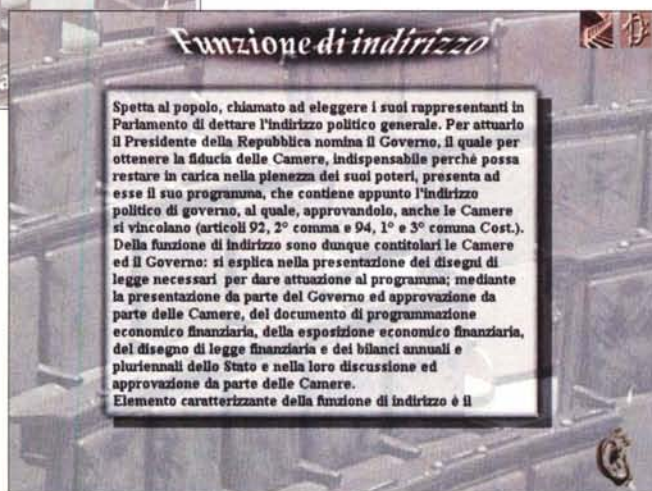 Funzione di indirizzo
Spetta al popolo, chiamato ad eleggere i suoi rappresentanti in
Parlamento di dettare l'indirizzo politico generale. Per attuarlo
il Presidente della Repubblica nomina il Governo, il quale per
ottenere la fiducia delle Camere, indispensabile perchè possa
restare in carica nella pienezza dei suoi poteri, presenta ad
esse il suo programma, che contiene appunto l'indirizzo
politico di governo, al quale, approvandolo, anche le Camere
si vincolano (articoli 92, 2° comma e 94, 1° e 3° comma Cost.).
Della funzione di indirizzo sono dunque contitolari le Camere
ed il Governo: si esplica nella presentazione dei disegni di
legge necessari per dare attuazione al programma; mediante
la presentazione da parte del Governo ed approvazione da
parte delle Camere, del documento di programmazione
economico finanziaria, della esposizione economico finanziaria,
del disegno di legge finanziaria e dei bilanci annuali e
pluriennali dello Stato e nella loro discussione ed
approvazione da parte delle Camere.
Elemento caratterizzante della funzione di indirizzo è il